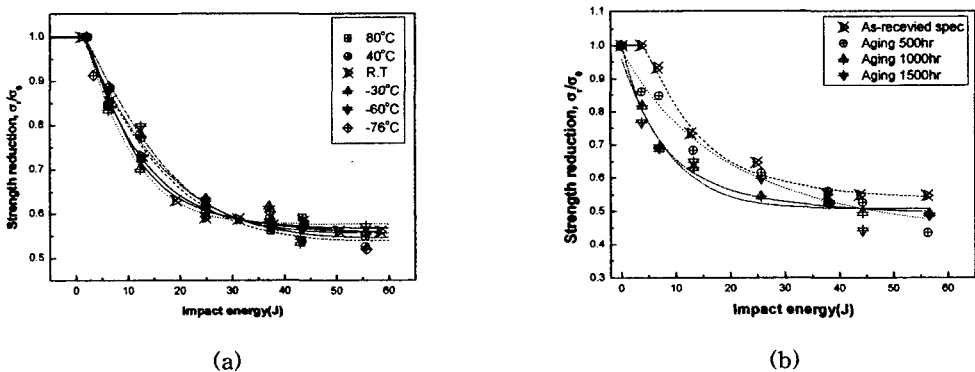 80°C
40°C
R.T
-30°C
-60°C
-76°C
1.0
0.9
0.8
0.7
0.6
0.5
Strength reduction, σr/σ0
-10 0 10 20 30 40 50 60
Impact energy(J)
(a)
As-recevied spec
Aging 500hr
Aging 1000hr
Aging 1500hr
1.1
1.0
0.9
0.8
0.7
0.6
0.5
0.4
0.3
Strength reduction, σr/σ0
0 10 20 30 40 50 60
Impact energy(J)
(b)